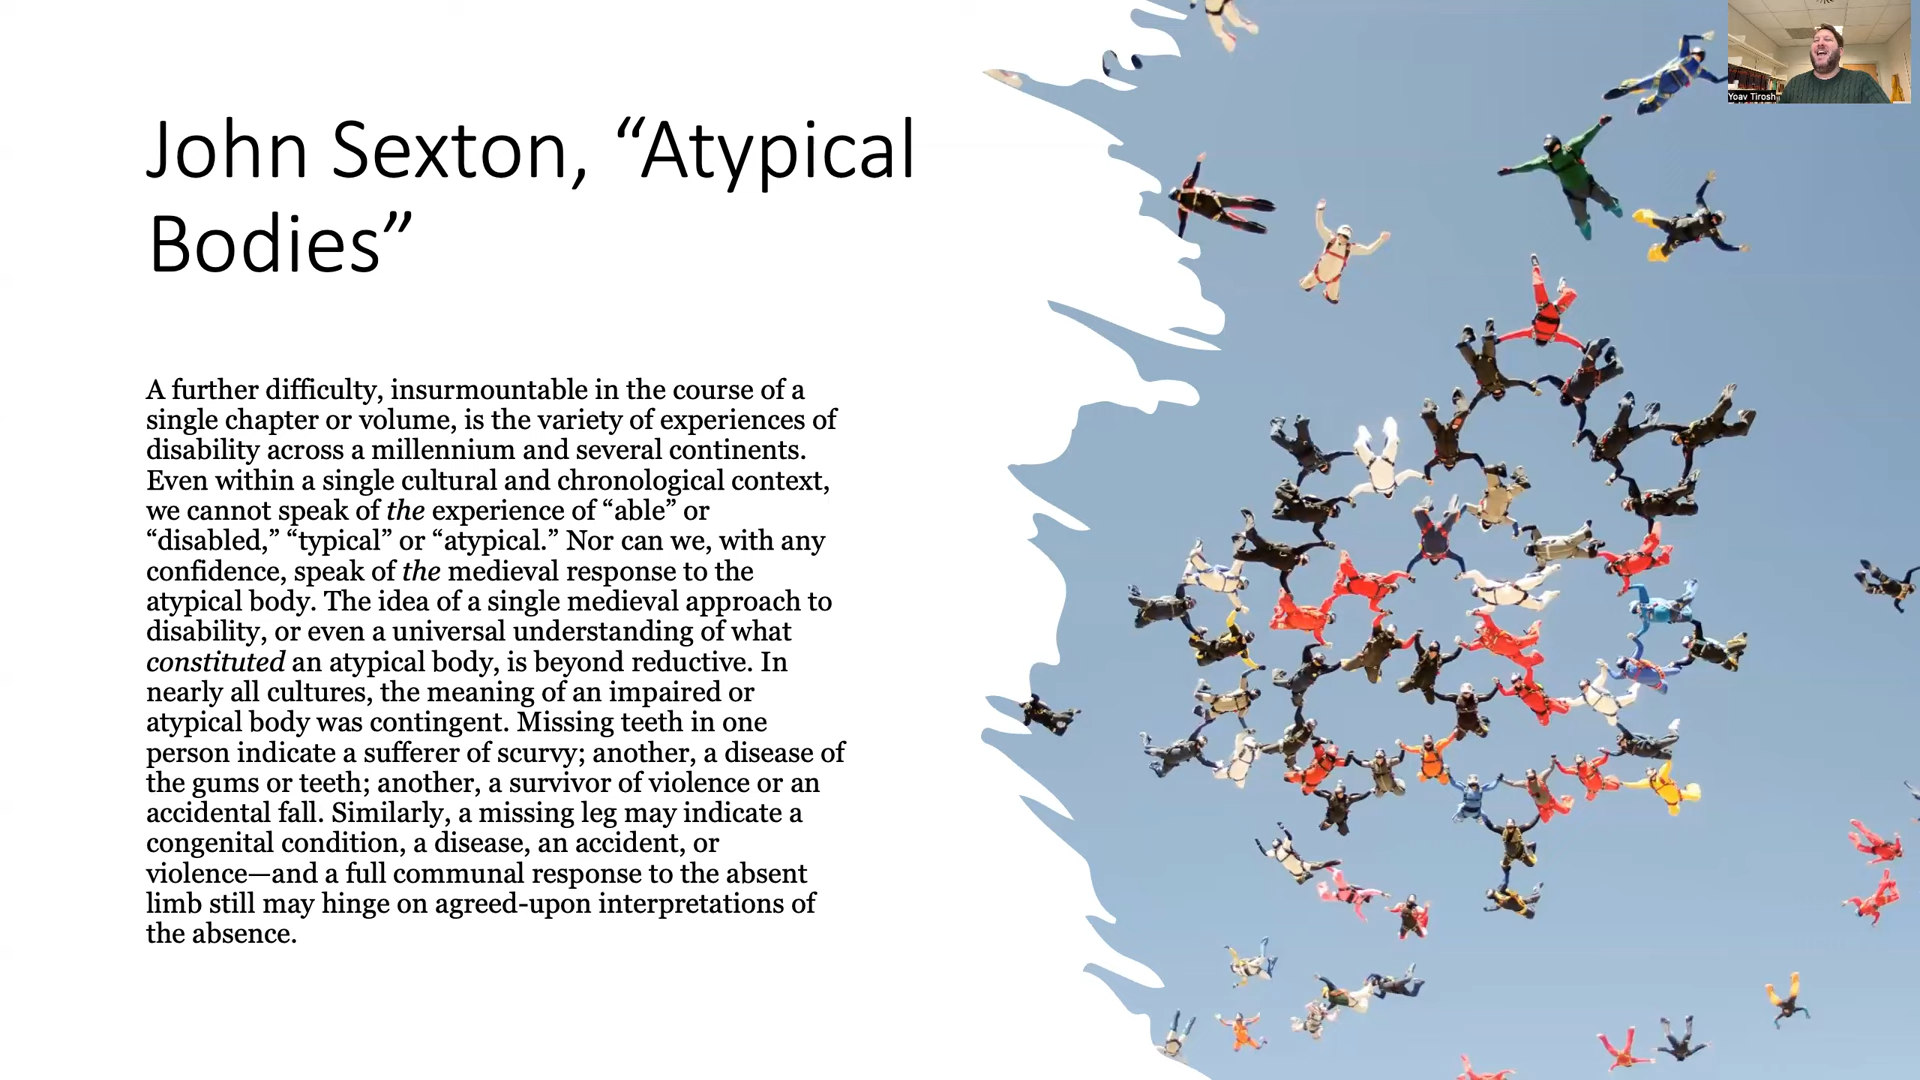 John Sexton, “Atypical
Bodies”
A further difficulty, insurmountable in the course of a
single chapter or volume, is the variety of experiences of
disability across a millennium and several continents.
Even within a single cultural and chronological context,
we cannot speak of the experience of “able” or
“disabled,” “typical” or “atypical.” Nor can we, with any
confidence, speak of the medieval response to the
atypical body. The idea of a single medieval approach to
disability, or even a universal understanding of what
constituted an atypical body, is beyond reductive. In
nearly all cultures, the meaning of an impaired or
atypical body was contingent. Missing teeth in one
person indicate a sufferer of scurvy; another, a disease of
the gums or teeth; another, a survivor of violence or an
accidental fall. Similarly, a missing leg may indicate a
congenital condition, a disease, an accident, or
violence—and a full communal response to the absent
limb still may hinge on agreed-upon interpretations of
the absence.
Yoav Tirosh